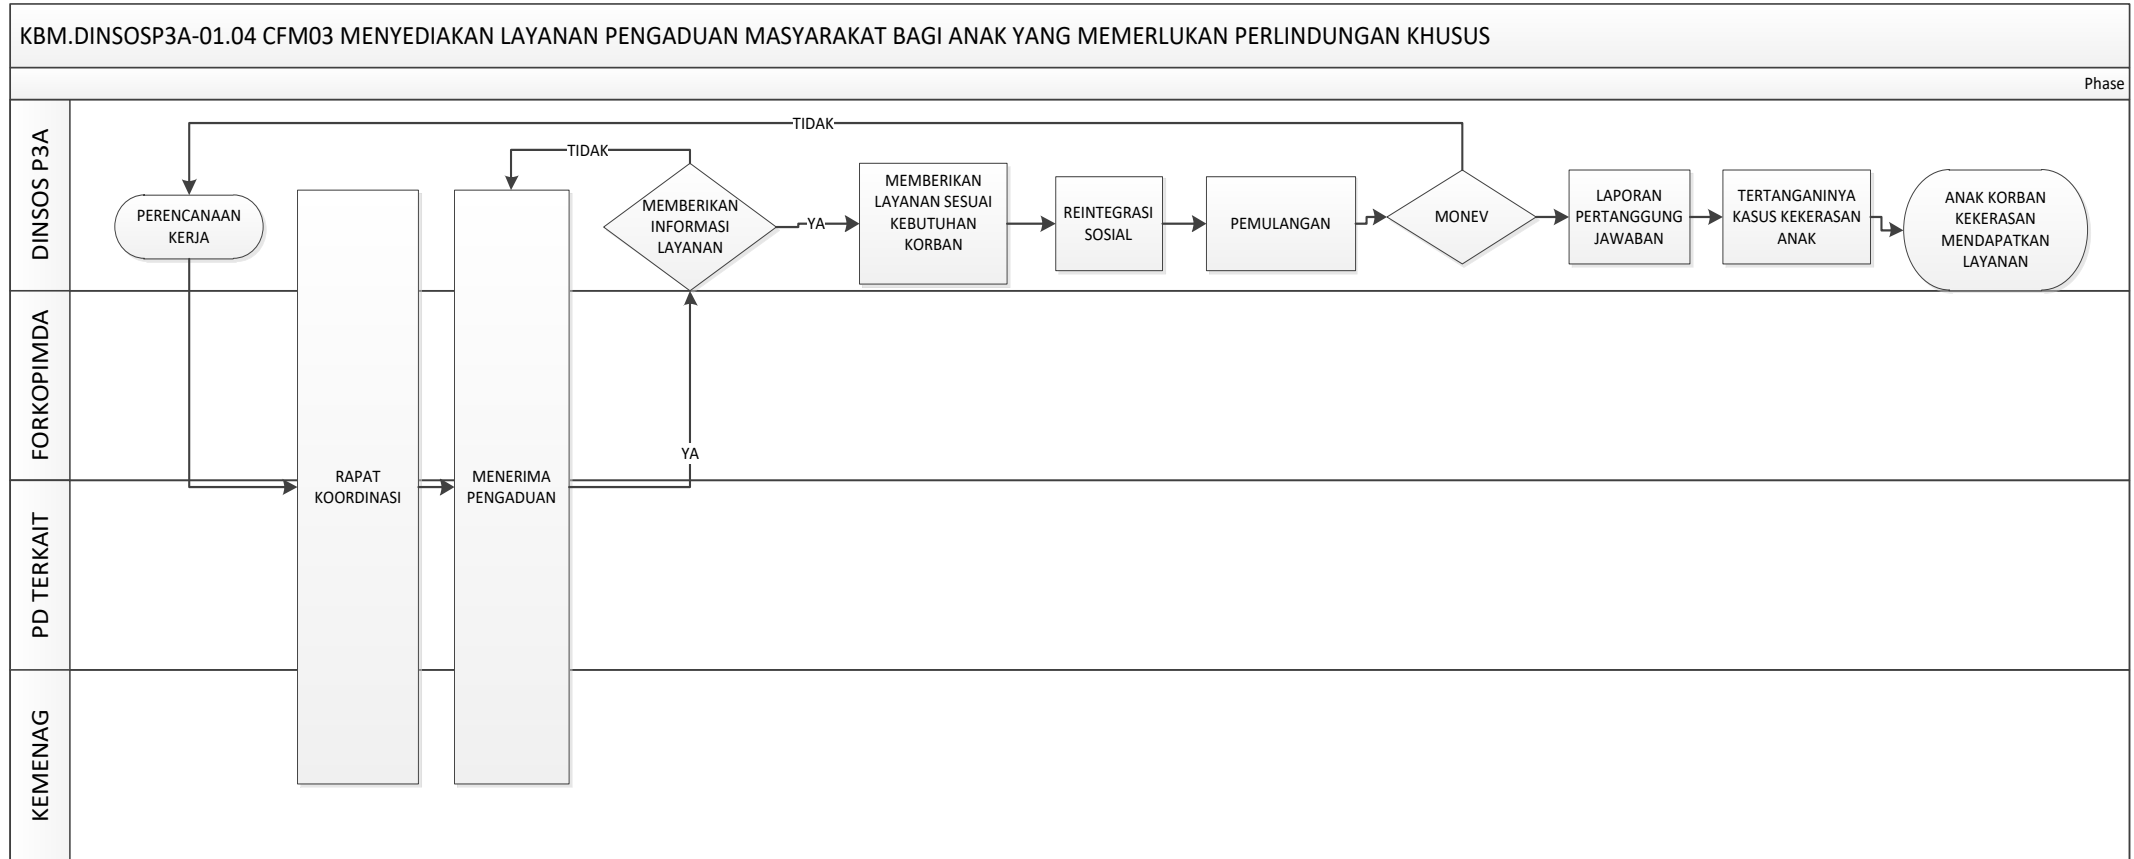 KBM.DINSOSP3A-01.04 CFM03 MENYEDIAKAN LAYANAN PENGADUAN MASYARAKAT BAGI ANAK YANG MEMERLUKAN PERLINDUNGAN KHUSUS
Phase
DINSOS P3A
TIDAK
TIDAK
PERENCANAAN
KERJA
MEMBERIKAN
INFORMASI
LAYANAN
YA
MEMBERIKAN
LAYANAN SESUAI
KEBUTUHAN
KORBAN
REINTEGRASI
SOSIAL
PEMULANGAN
MONEV
LAPORAN
PERTANGGUNG
JAWABAN
TERTANGANINYA
KASUS KEKERASAN
ANAK
ANAK KORBAN
KEKERASAN
MENDAPATKAN
LAYANAN
FORKOPIMDA
YA
RAPAT
KOORDINASI
MENERIMA
PENGADUAN
PD TERKAIT
KEMENAG